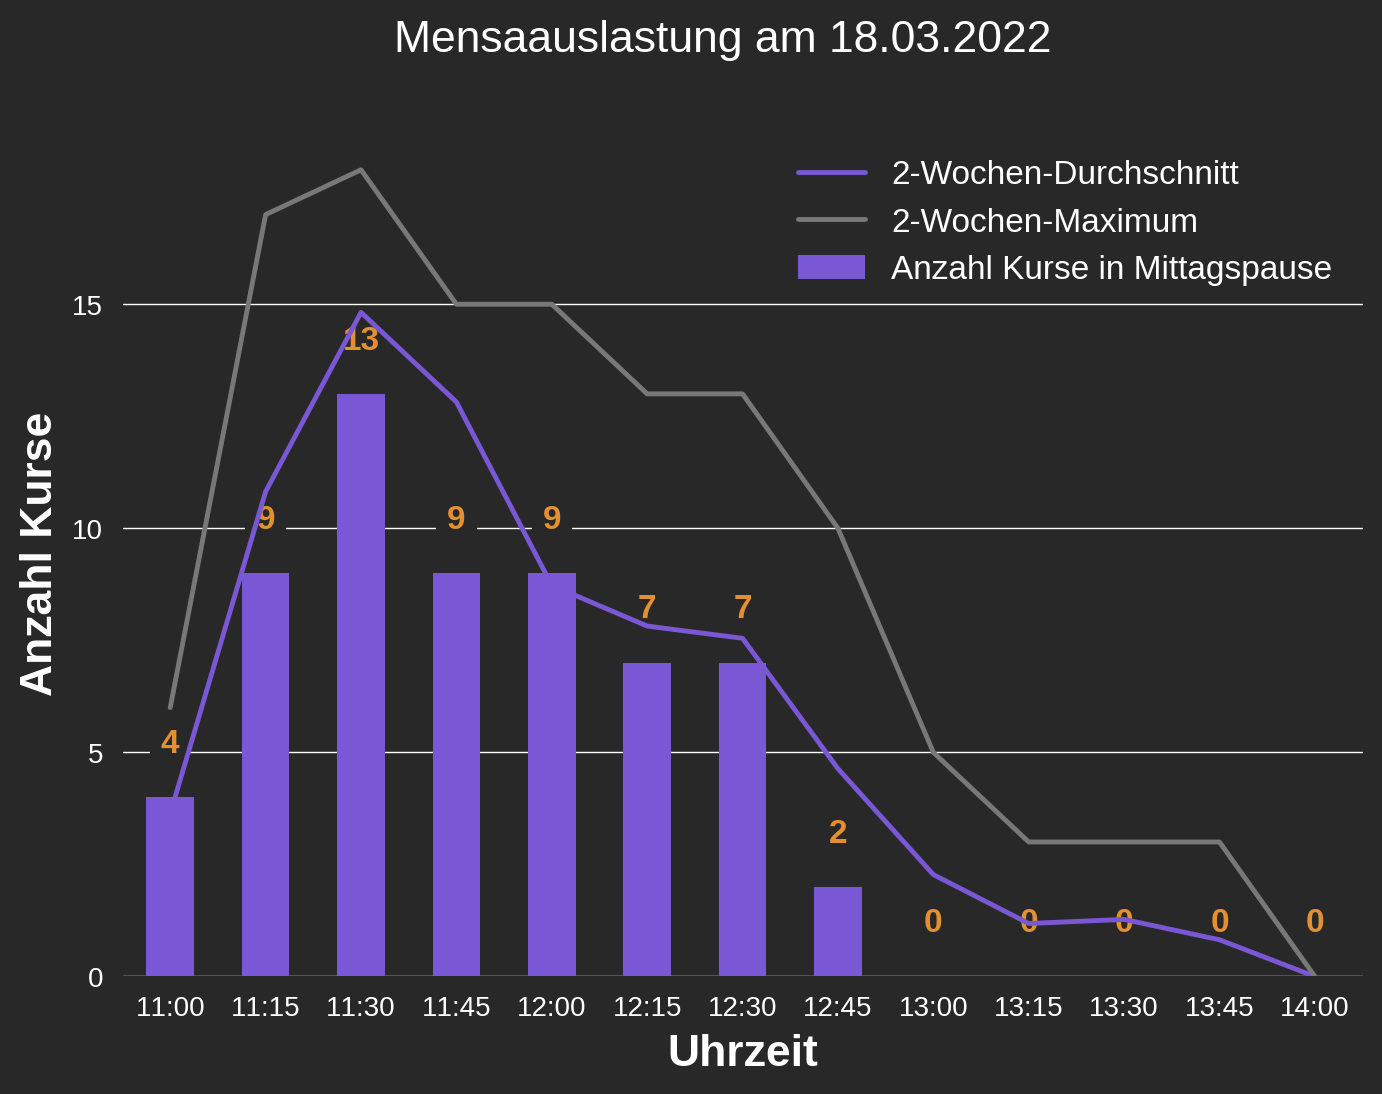 Mensaauslastung am 18.03.2022
2-Wochen-Durchschnitt
2-Wochen-Maximum
Anzahl Kurse in Mittagspause
Anzahl Kurse
15
10
5
0
4
9
13
9
9
7
7
2
0
0
0
0
0
11:00 11:15 11:30 11:45 12:00 12:15 12:30 12:45 13:00 13:15 13:30 13:45 14:00
Uhrzeit